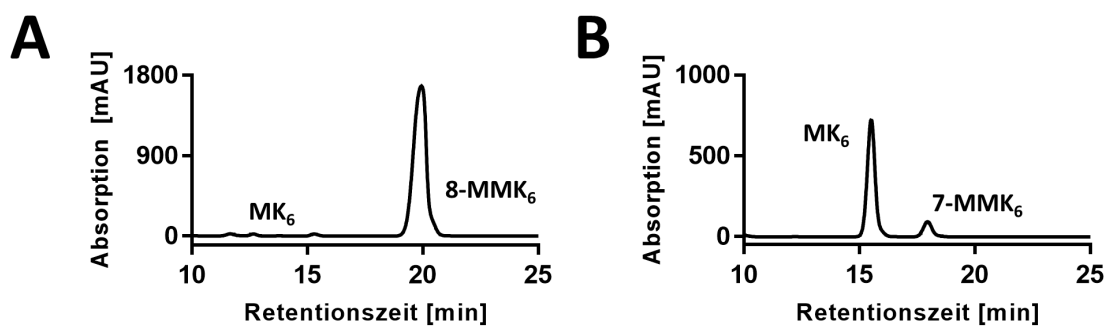 A
Absorption [mAU]
1800
900
0
MK₆
8-MMK₆
10 15 20 25
Retentionszeit [min]
B
Absorption [mAU]
1000
500
0
MK₆
7-MMK₆
10 15 20 25
Retentionszeit [min]